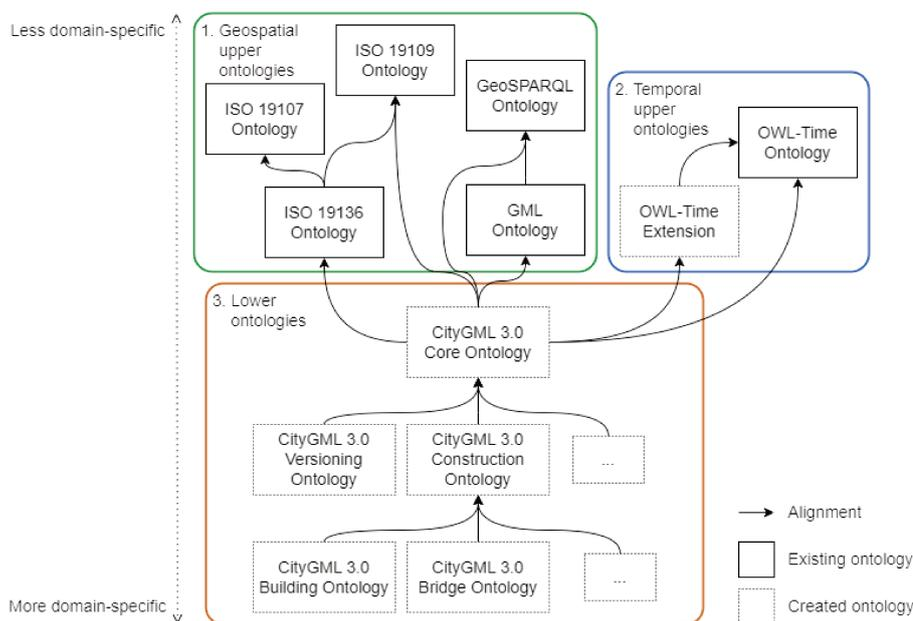 Less domain-specific
1. Geospatial
upper
ontologies
ISO 19109
Ontology
ISO 19107
Ontology
GeoSPARQL
Ontology
ISO 19136
Ontology
GML
Ontology
2. Temporal
upper
ontologies
OWL-Time
Ontology
OWL-Time
Extension
3. Lower
ontologies
CityGML 3.0
Core Ontology
CityGML 3.0
Versioning
Ontology
CityGML 3.0
Construction
Ontology
...
CityGML 3.0
Building Ontology
CityGML 3.0
Bridge Ontology
...
More domain-specific
Alignment
Existing ontology
Created ontology